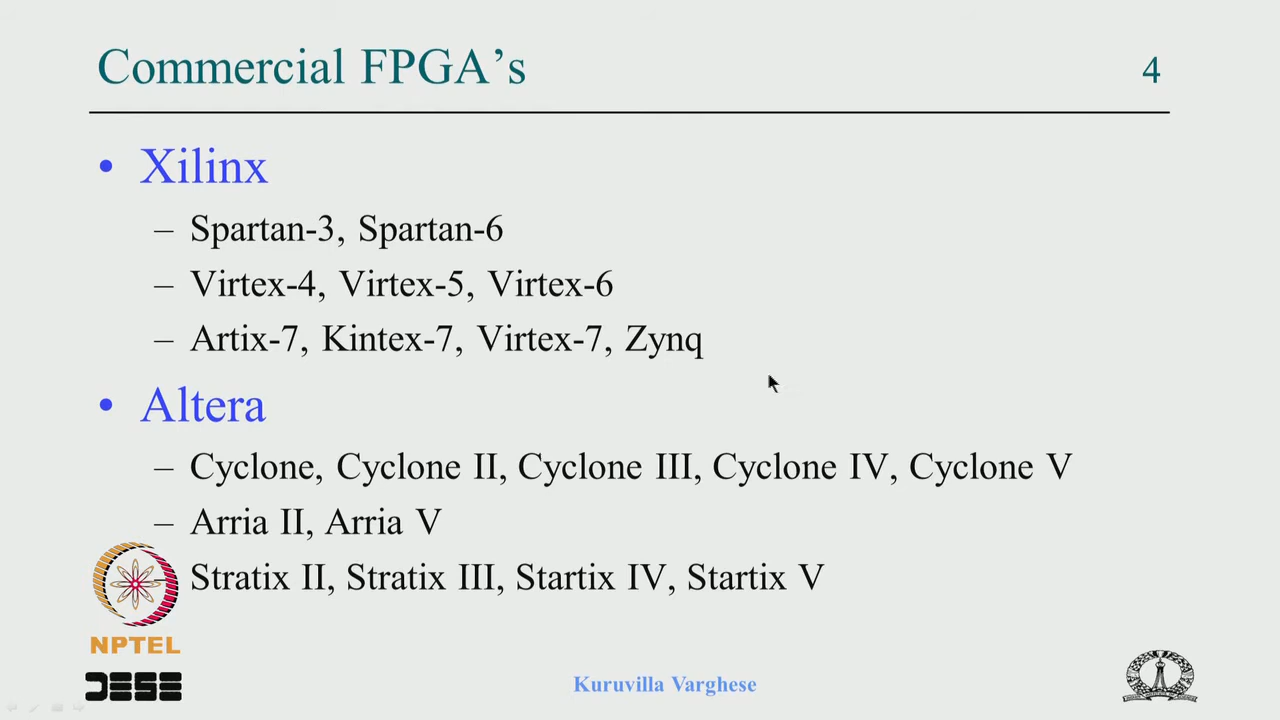 Commercial FPGA’s
4
• Xilinx
– Spartan-3, Spartan-6
– Virtex-4, Virtex-5, Virtex-6
– Artix-7, Kintex-7, Virtex-7, Zynq
• Altera
– Cyclone, Cyclone II, Cyclone III, Cyclone IV, Cyclone V
– Arria II, Arria V
Stratix II, Stratix III, Startix IV, Startix V
NPTEL
DESE
Kuruvilla Varghese